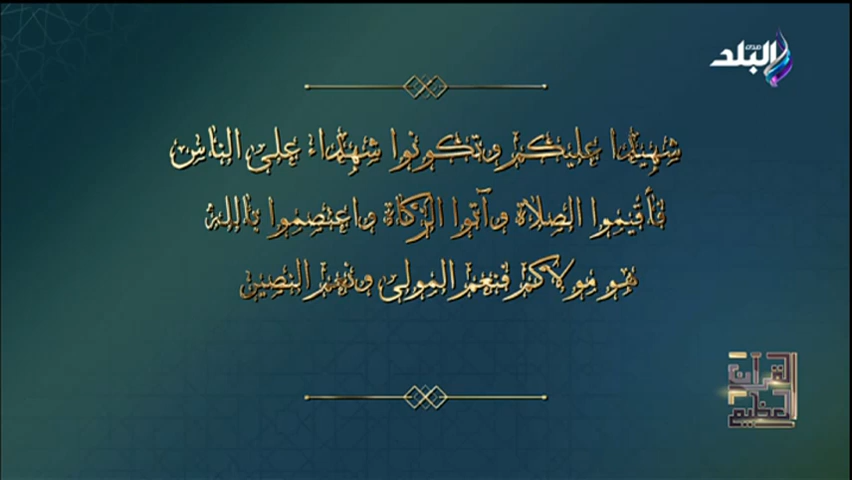 صدى
البلد
شهيدا عليكم وتكونوا شهداء على الناس
فأقيموا الصلاة وآتوا الزكاة واعتصموا بالله
هو مولاكم فنعم المولى ونعم النصير
القرآن
العظيم